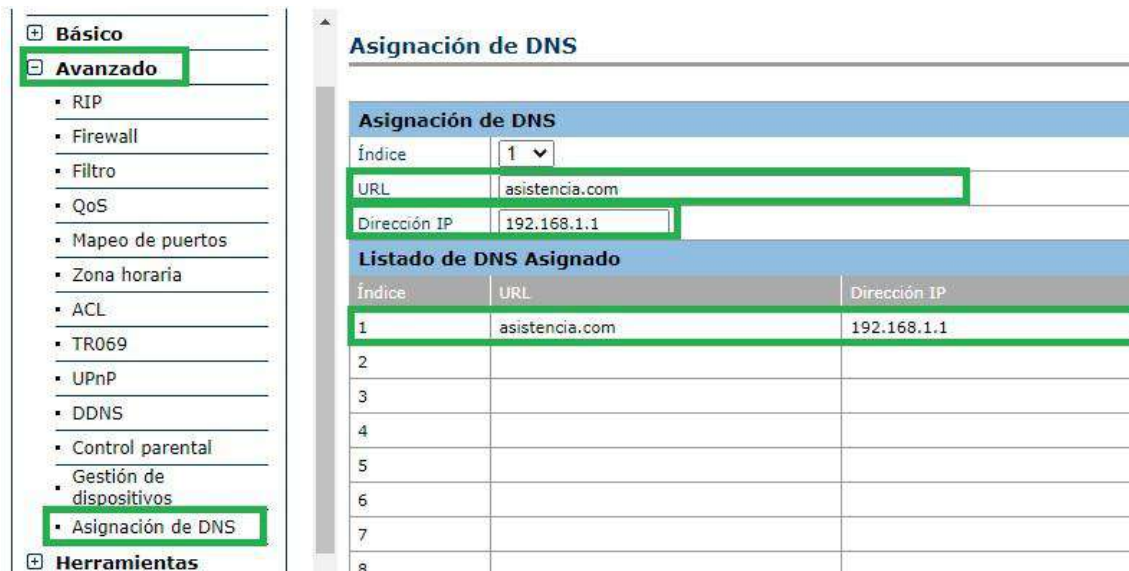 Básico
Avanzado
RIP
Firewall
Filtro
QoS
Mapeo de puertos
Zona horaria
ACL
TR069
UPnP
DDNS
Control parental
Gestión de
dispositivos
Asignación de DNS
Herramientas
Asignación de DNS
Asignación de DNS
Índice 1
URL asistencia.com
Dirección IP 192.168.1.1
Listado de DNS Asignado
Índice URL Dirección IP
1 asistencia.com 192.168.1.1
2
3
4
5
6
7
8